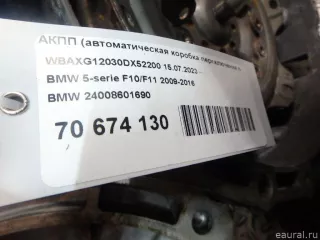 АКПП (автоматическая коробка переключения
WBAXG12030DX52200 15.07.2023
BMW 5-serie F10/F11 2009-2016
BMW 24008601690
70 674 130
eaural.ru